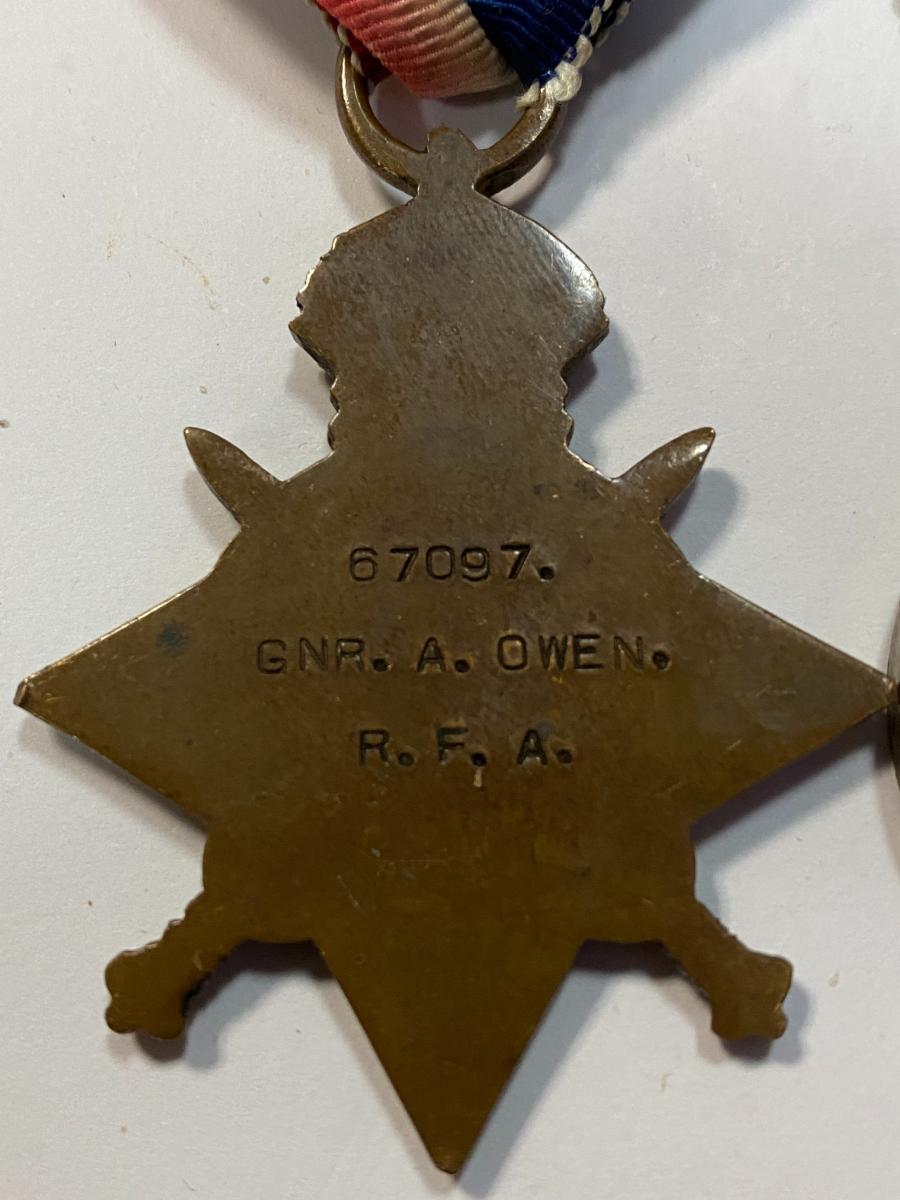 67097.
GNR. A. OWEN.
R. F. A.